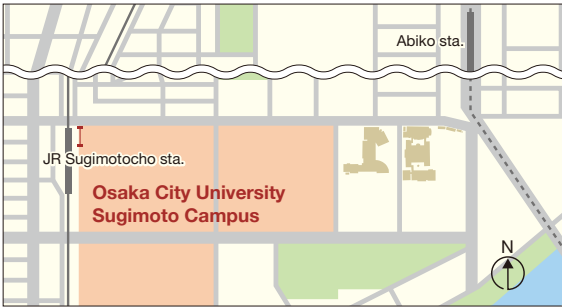 Abiko sta.
JR Sugimotocho sta.
Osaka City University
Sugimoto Campus
N